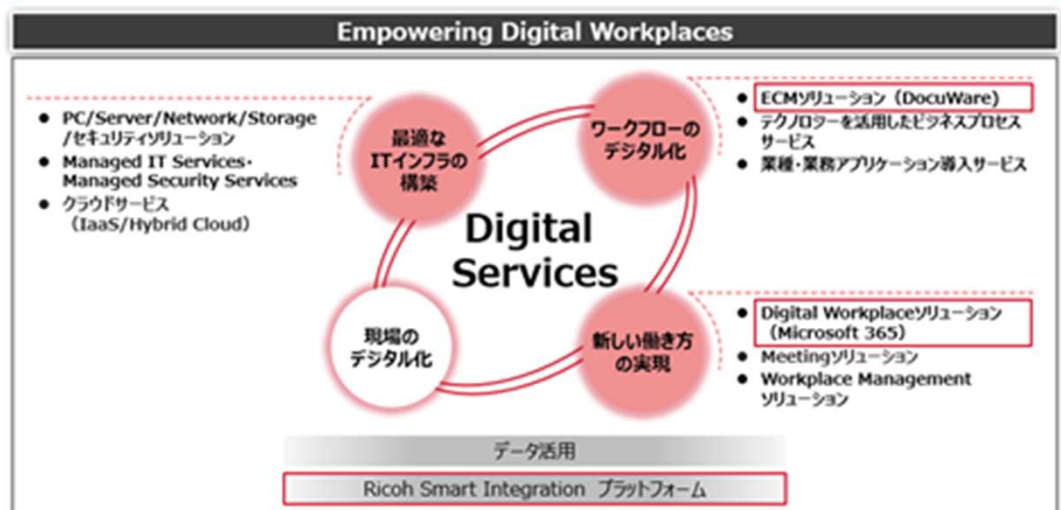 Empowering Digital Workplaces
● PC/Server/Network/Storage
/セキュリティソリューション
● Managed IT Services・
Managed Security Services
● クラウドサービス
（IaaS/Hybrid Cloud）
最適な
ITインフラの
構築
ワークフローの
デジタル化
● ECMソリューション（DocuWare)
● テクノロジーを活用したビジネスプロセス
サービス
● 業種・業務アプリケーション導入サービス
Digital
Services
現場の
デジタル化
新しい働き方
の実現
● Digital Workplaceソリューション
（Microsoft 365）
● Meetingソリューション
● Workplace Management
ソリューション
データ活用
Ricoh Smart Integration プラットフォーム